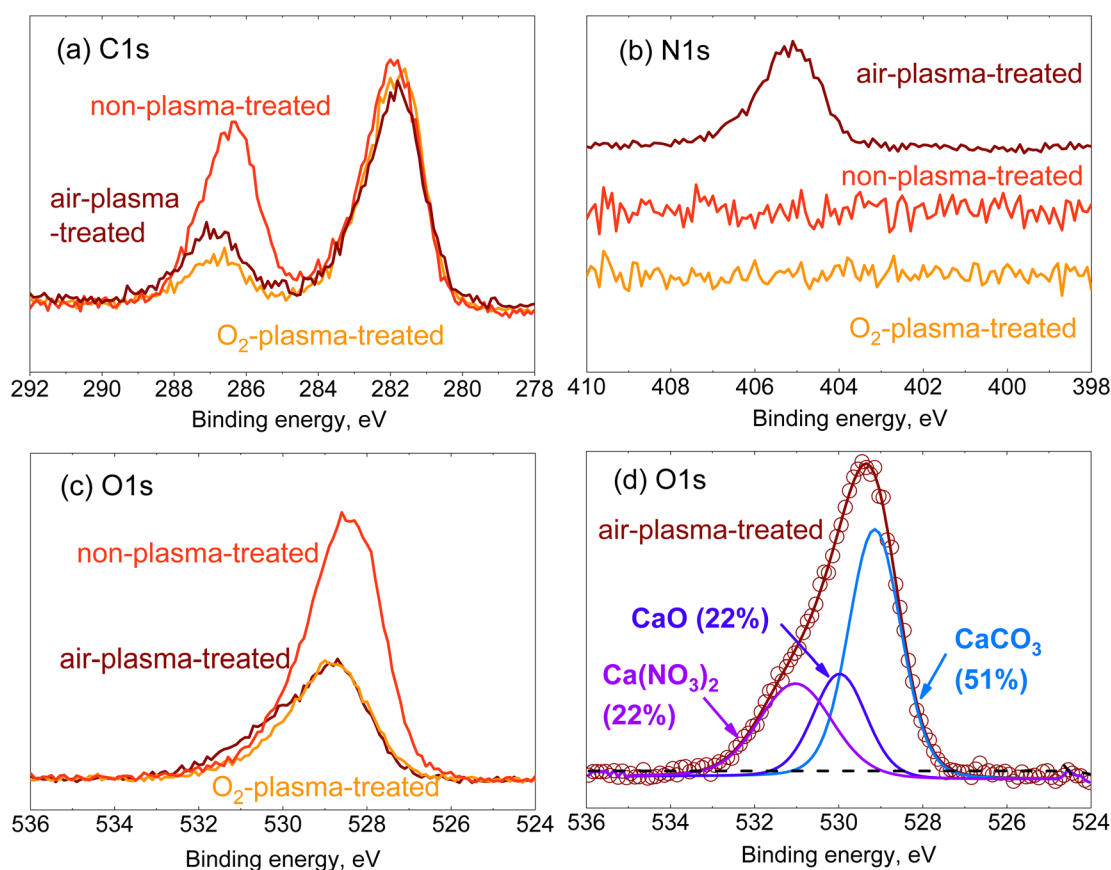 (a) C1s
non-plasma-treated
air-plasma
-treated
O₂-plasma-treated
292 290 288 286 284 282 280 278
Binding energy, eV
(b) N1s
air-plasma-treated
non-plasma-treated
O₂-plasma-treated
410 408 406 404 402 400 398
Binding energy, eV
(c) O1s
non-plasma-treated
air-plasma-treated
O₂-plasma-treated
536 534 532 530 528 526 524
Binding energy, eV
(d) O1s
air-plasma-treated
CaO (22%)
Ca(NO₃)₂
(22%)
CaCO₃
(51%)
536 534 532 530 528 526 524
Binding energy, eV